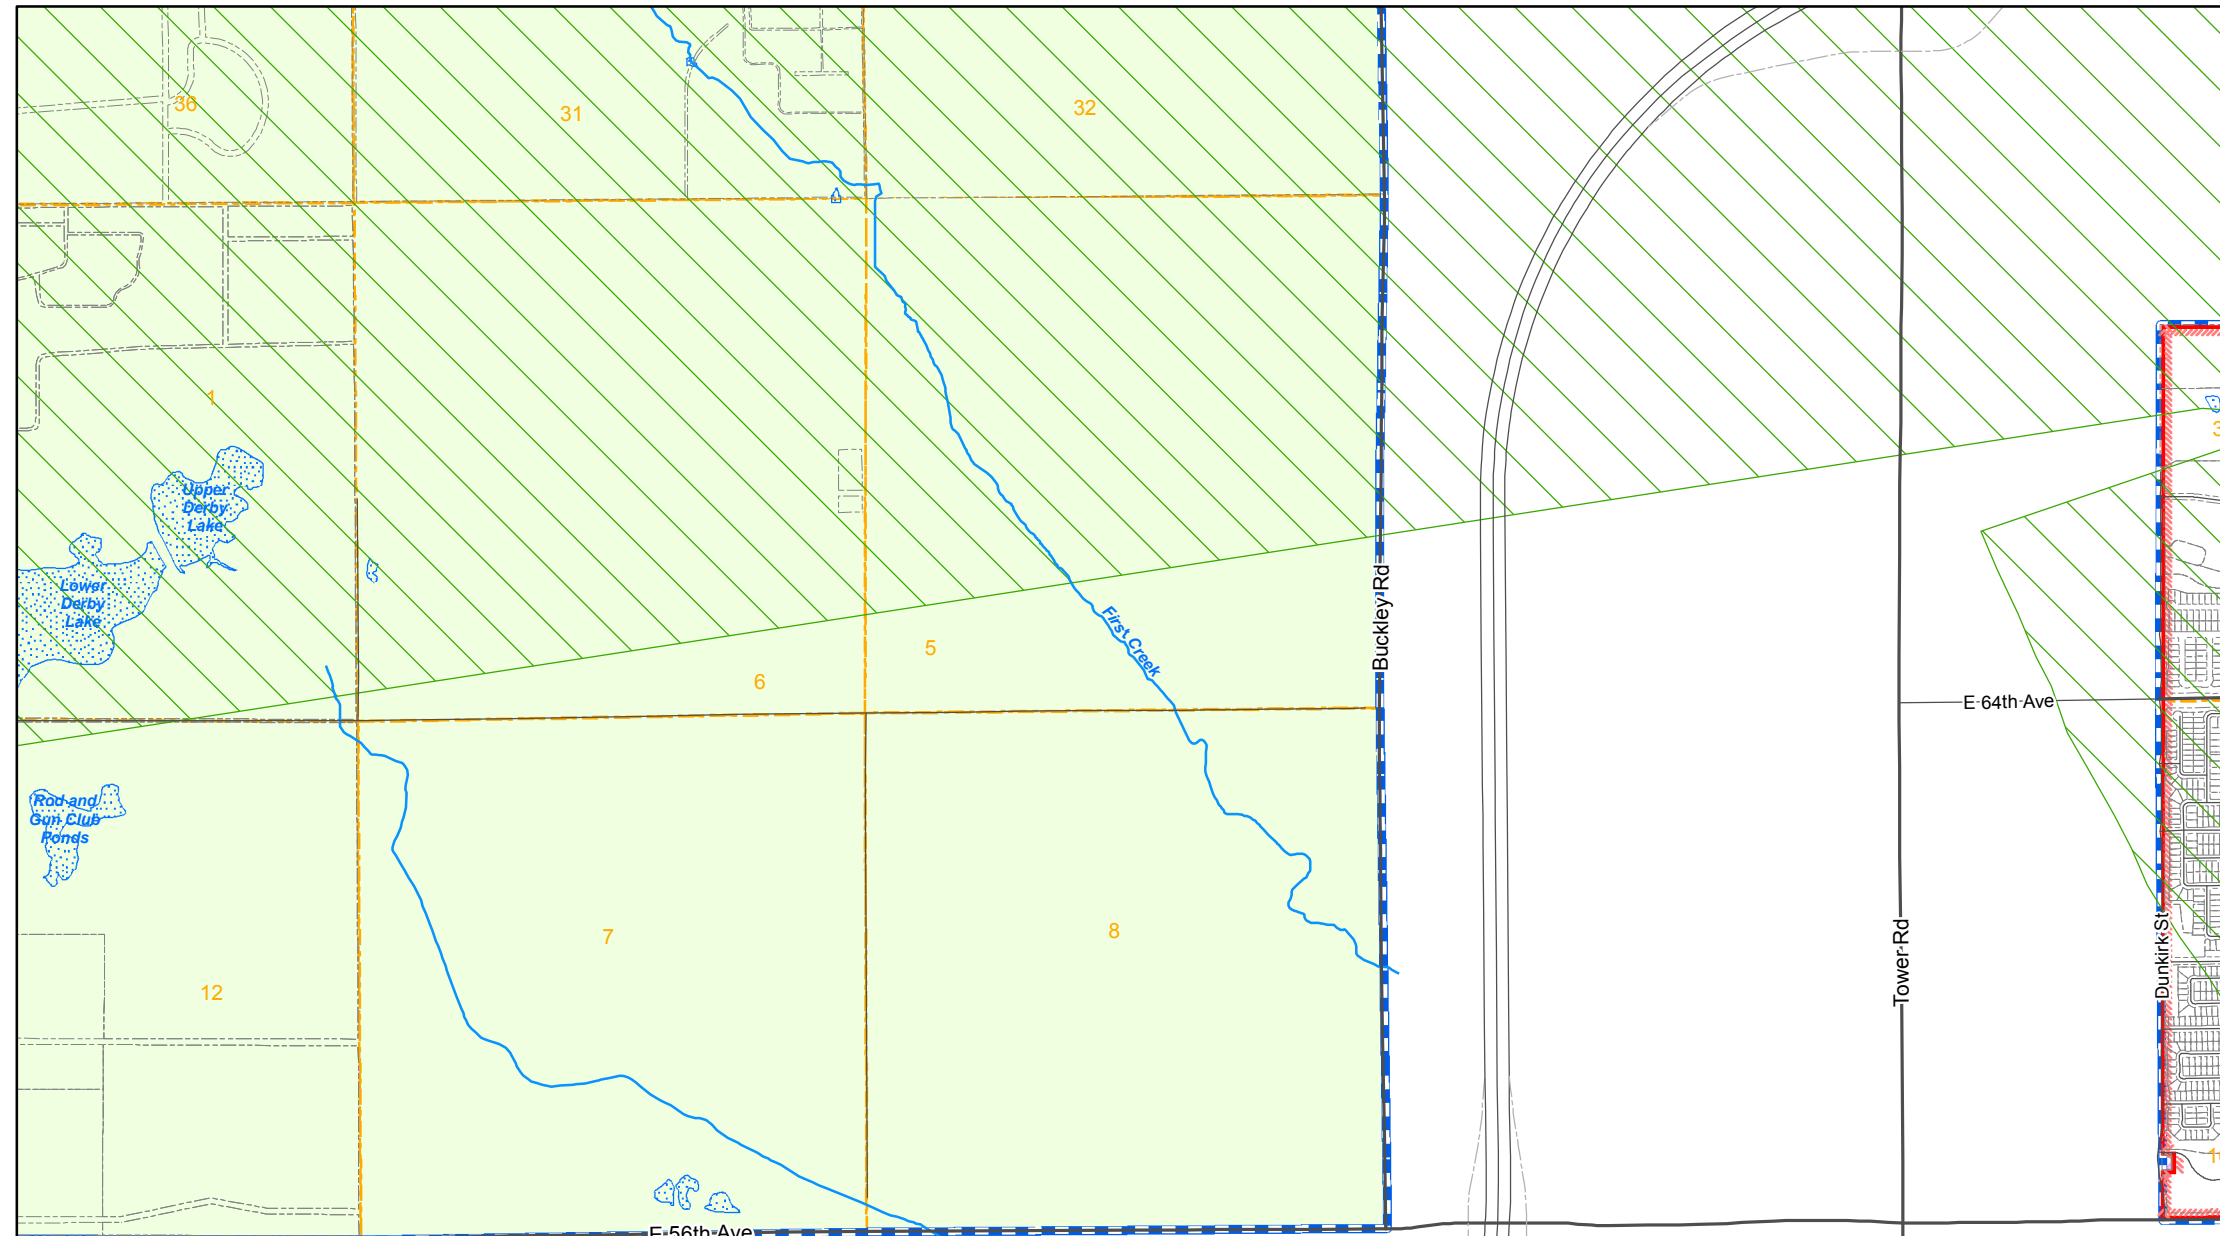 36
31
32
1
3
Upper
Derby
Lake
Lower
Derby
Lake
First Creek
Buckley Rd
5
6
E 64th Ave
Rod and
Gun Club
Ponds
7
8
12
Tower Rd
Dunkirk St
E 56th Ave